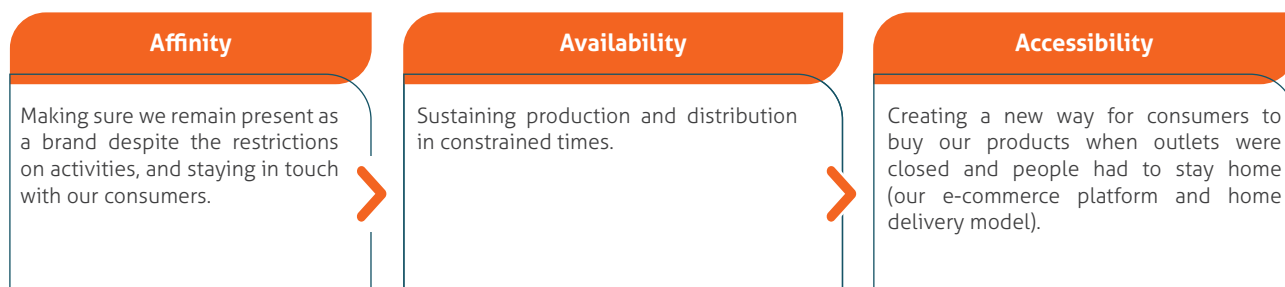 Affinity
Making sure we remain present as
a brand despite the restrictions
on activities, and staying in touch
with our consumers.
Availability
Sustaining production and distribution
in constrained times.
Accessibility
Creating a new way for consumers to
buy our products when outlets were
closed and people had to stay home
(our e-commerce platform and home
delivery model).